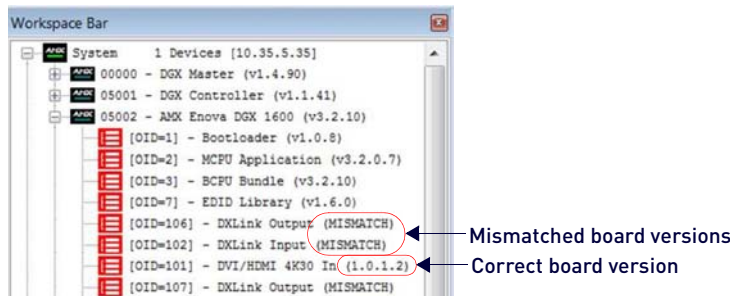 Workspace Bar
AMX System 1 Devices [10.35.5.35]
AMX 00000 - DGX Master (v1.4.90)
AMX 05001 - DGX Controller (v1.1.41)
AMX 05002 - AMX Enova DGX 1600 (v3.2.10)
[OID=1] - Bootloader (v1.0.8)
[OID=2] - MCPU Application (v3.2.0.7)
[OID=3] - BCPU Bundle (v3.2.10)
[OID=7] - EDID Library (v1.6.0)
[OID=106] - DXLink Output (MISMATCH)
[OID=102] - DXLink Input (MISMATCH)
Mismatched board versions
[OID=101] - DVI/HDMI 4K30 In (1.0.1.2)
Correct board version
[OID=107] - DXLink Output (MISMATCH)